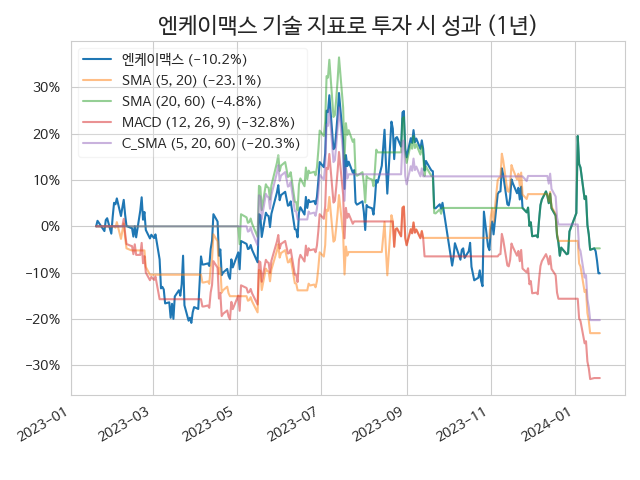 엔케이맥스 기술 지표로 투자 시 성과 (1년)
엔케이맥스 (−10.2%)
SMA (5, 20) (−23.1%)
SMA (20, 60) (−4.8%)
MACD (12, 26, 9) (−32.8%)
C_SMA (5, 20, 60) (−20.3%)
30%
20%
10%
0%
−10%
−20%
−30%
2023-01
2023-03
2023-05
2023-07
2023-09
2023-11
2024-01